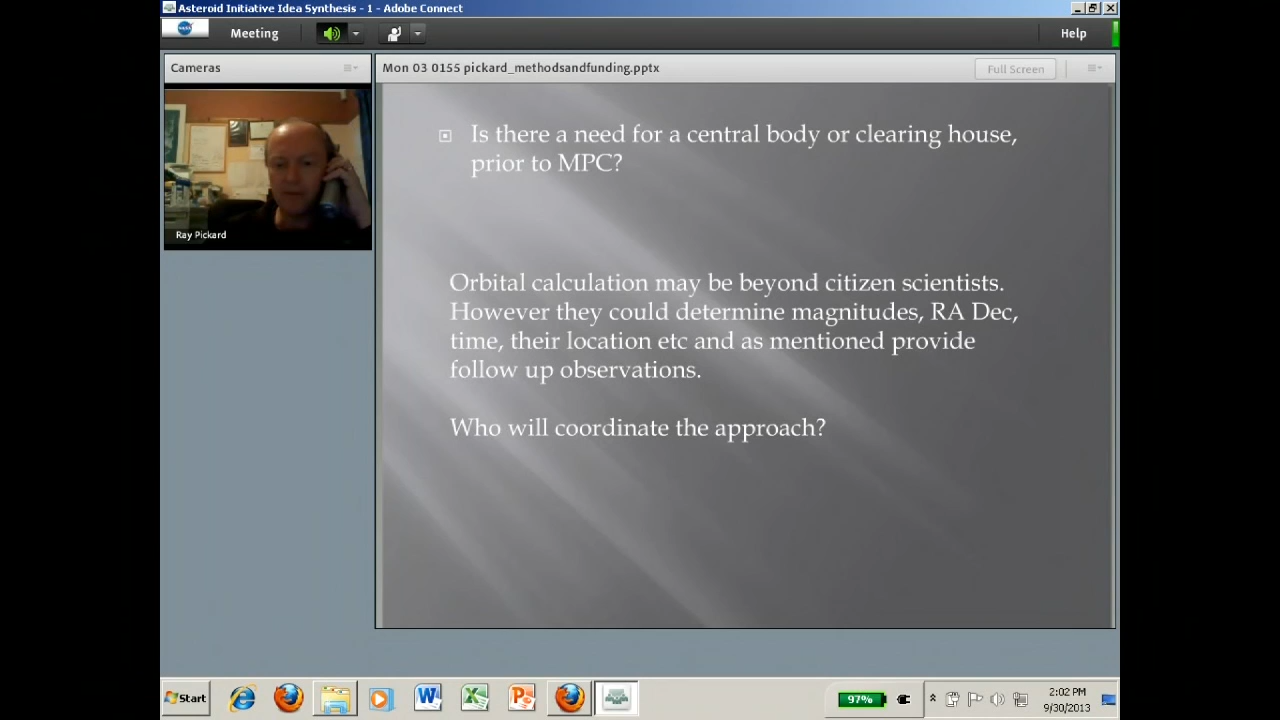 Asteroid Initiative Idea Synthesis - 1 - Adobe Connect
Meeting
Help
Cameras
Mon 03 0155 pickard_methodsandfunding.pptx
Full Screen
Ray Pickard
Is there a need for a central body or clearing house,
prior to MPC?
Orbital calculation may be beyond citizen scientists.
However they could determine magnitudes, RA Dec,
time, their location etc and as mentioned provide
follow up observations.
Who will coordinate the approach?
Start
97%
2:02 PM
9/30/2013